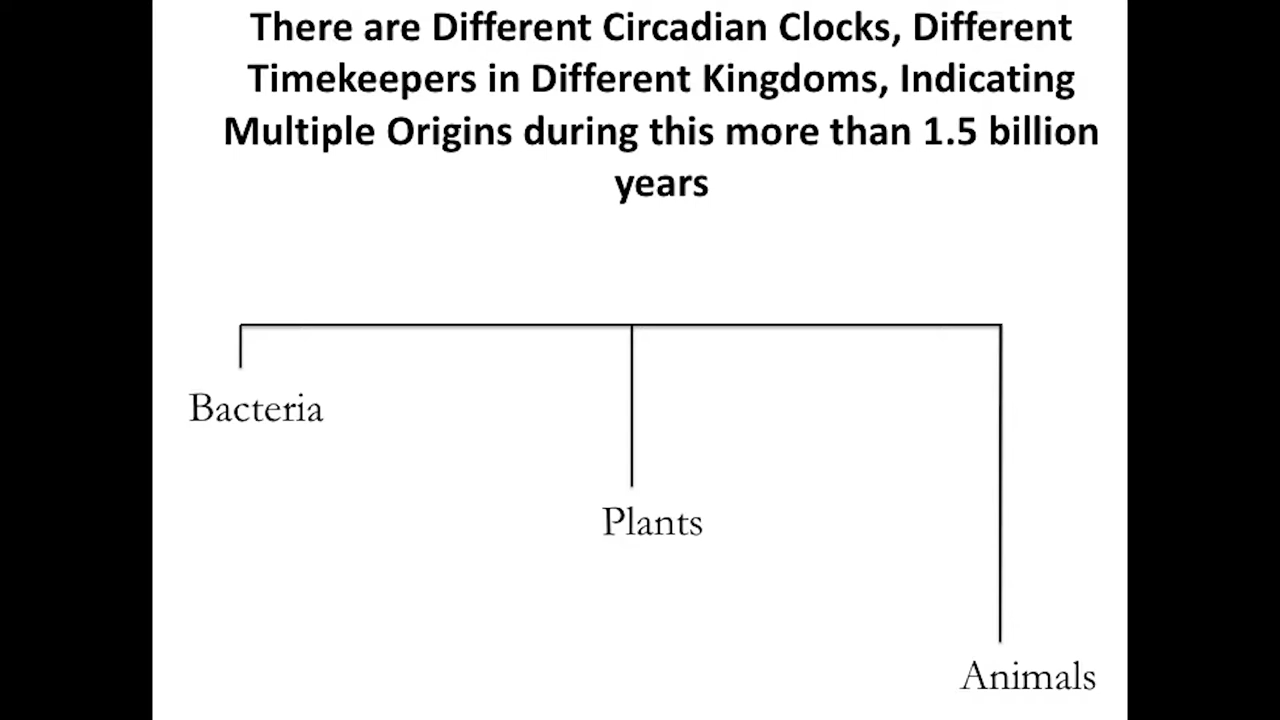 There are Different Circadian Clocks, Different
Timekeepers in Different Kingdoms, Indicating
Multiple Origins during this more than 1.5 billion
years
Bacteria
Plants
Animals